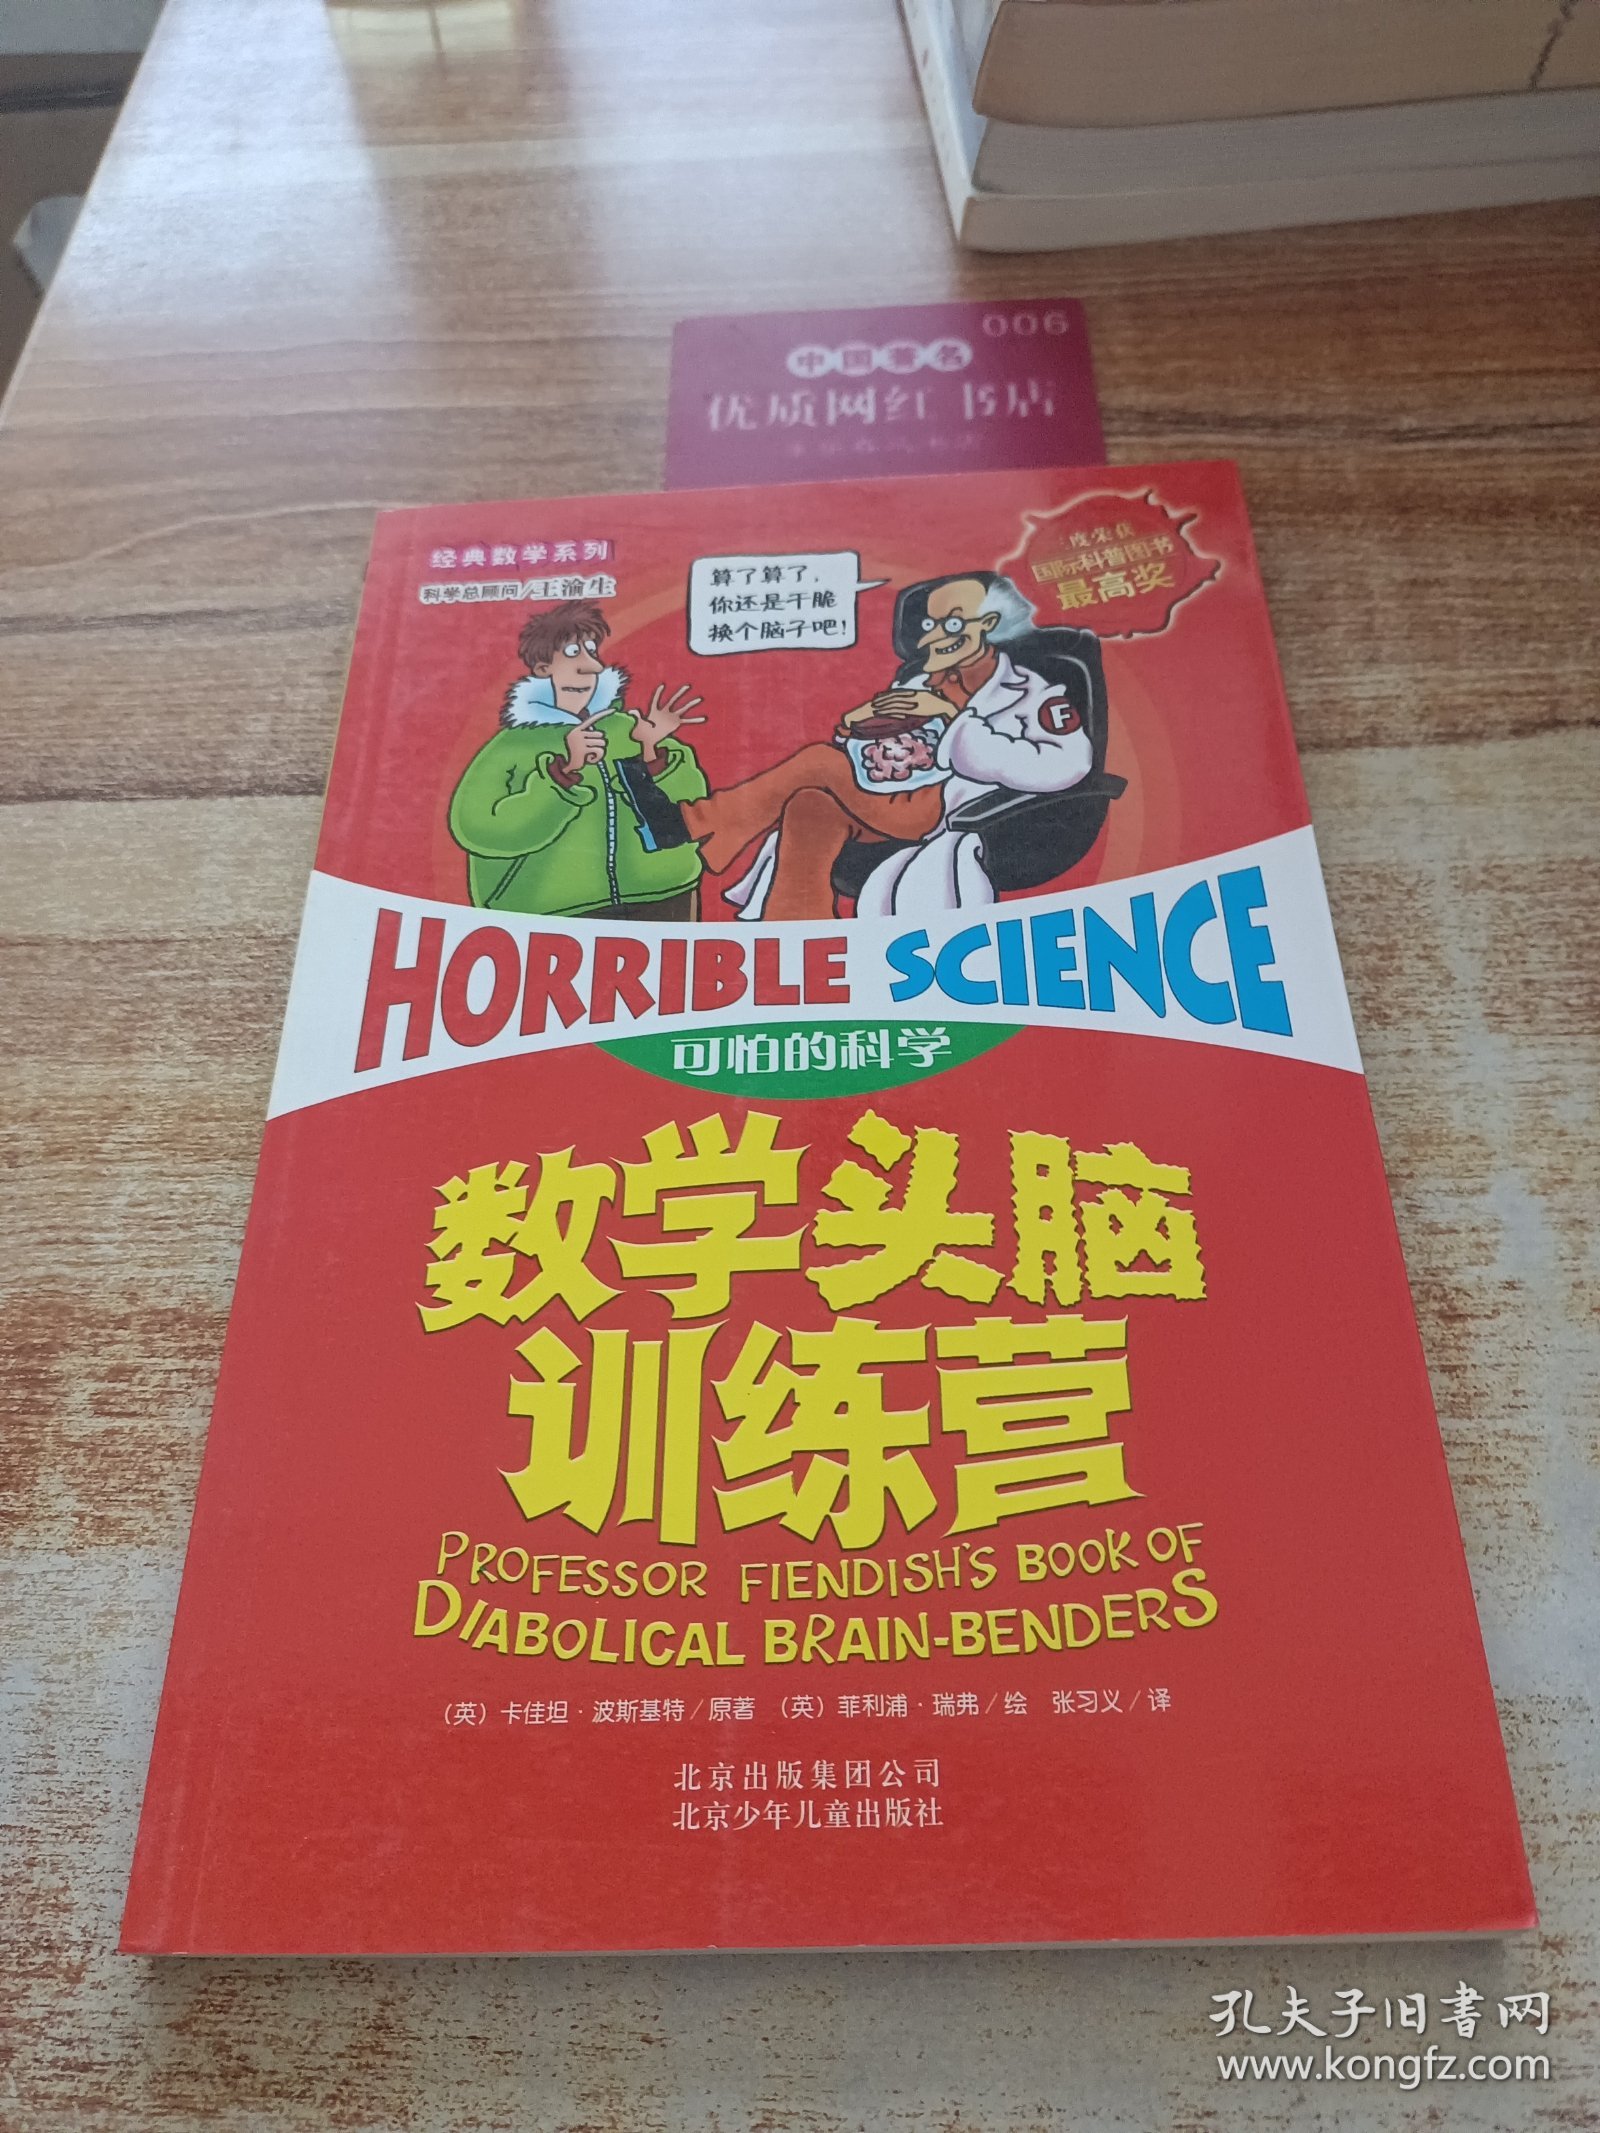 006
中国著名
优质网红书店
经典数学系列
科学总顾问/王渝生
算了算了，
你还是干脆
换个脑子吧！
三度荣获
国际科普图书
最高奖
F
HORRIBLE SCIENCE
可怕的科学
数学头脑
训练营
PROFESSOR FIENDISH'S BOOK OF
DIABOLICAL BRAIN-BENDERS
（英）卡佳坦·波斯基特/原著 （英）菲利浦·瑞弗/绘 张习义/译
北京出版集团公司
北京少年儿童出版社
孔夫子旧书网
www.kongfz.com